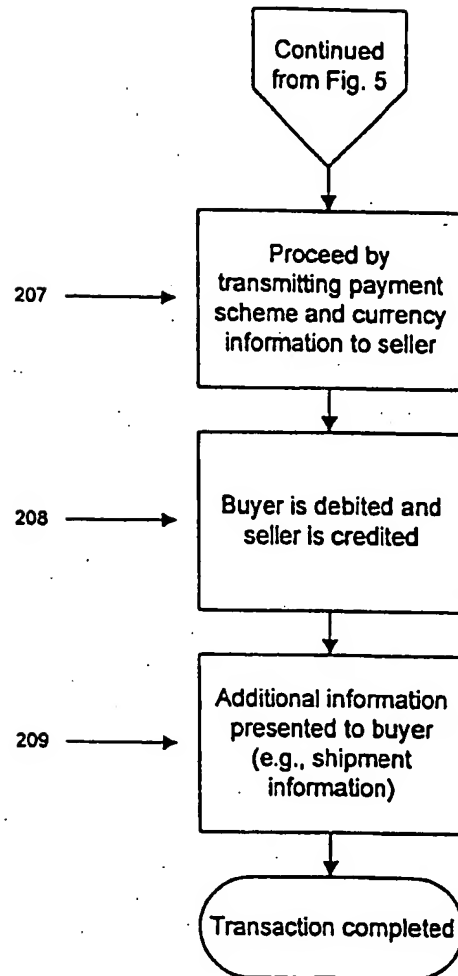 Continued
from Fig. 5
207
Proceed by
transmitting payment
scheme and currency
information to seller
208
Buyer is debited and
seller is credited
209
Additional information
presented to buyer
(e.g., shipment
information)
Transaction completed